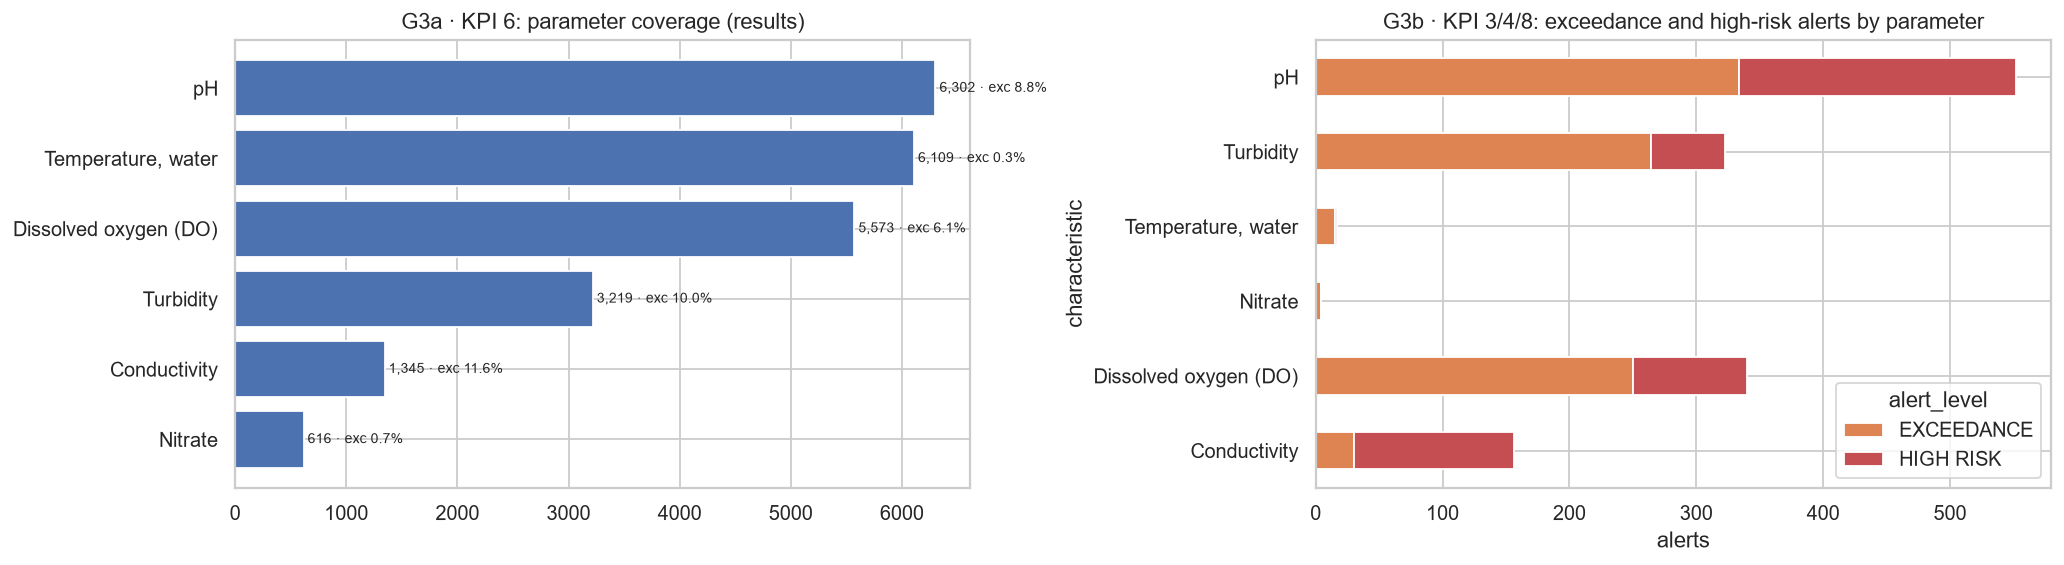 G3a · KPI 6: parameter coverage (results)
pH
6,302 · exc 8.8%
Temperature, water
6,109 · exc 0.3%
Dissolved oxygen (DO)
5,573 · exc 6.1%
Turbidity
3,219 · exc 10.0%
Conductivity
1,345 · exc 11.6%
Nitrate
616 · exc 0.7%
0 1000 2000 3000 4000 5000 6000
G3b · KPI 3/4/8: exceedance and high-risk alerts by parameter
characteristic
pH
Turbidity
Temperature, water
Nitrate
Dissolved oxygen (DO)
Conductivity
alert_level
EXCEEDANCE
HIGH RISK
0 100 200 300 400 500
alerts